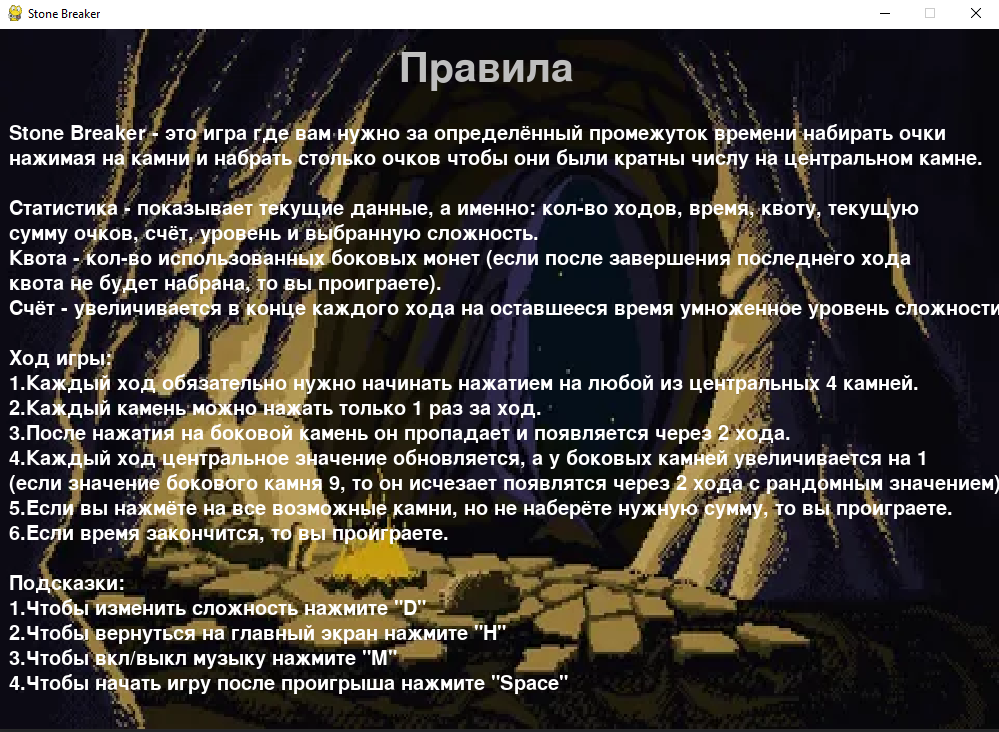 Stone Breaker
Правила
Stone Breaker - это игра где вам нужно за определённый промежуток времени набирать очки
нажимая на камни и набрать столько очков чтобы они были кратны числу на центральном камне.
Статистика - показывает текущие данные, а именно: кол-во ходов, время, квоту, текущую
сумму очков, счёт, уровень и выбранную сложность.
Квота - кол-во использованных боковых монет (если после завершения последнего хода
квота не будет набрана, то вы проиграете).
Счёт - увеличивается в конце каждого хода на оставшееся время умноженное уровень сложности
Ход игры:
1.Каждый ход обязательно нужно начинать нажатием на любой из центральных 4 камней.
2.Каждый камень можно нажать только 1 раз за ход.
3.После нажатия на боковой камень он пропадает и появляется через 2 хода.
4.Каждый ход центральное значение обновляется, а у боковых камней увеличивается на 1
(если значение бокового камня 9, то он исчезает появлятся через 2 хода с рандомным значением)
5.Если вы нажмёте на все возможные камни, но не наберёте нужную сумму, то вы проиграете.
6.Если время закончится, то вы проиграете.
Подсказки:
1.Чтобы изменить сложность нажмите "D"
2.Чтобы вернуться на главный экран нажмите "H"
3.Чтобы вкл/выкл музыку нажмите "M"
4.Чтобы начать игру после проигрыша нажмите "Space"